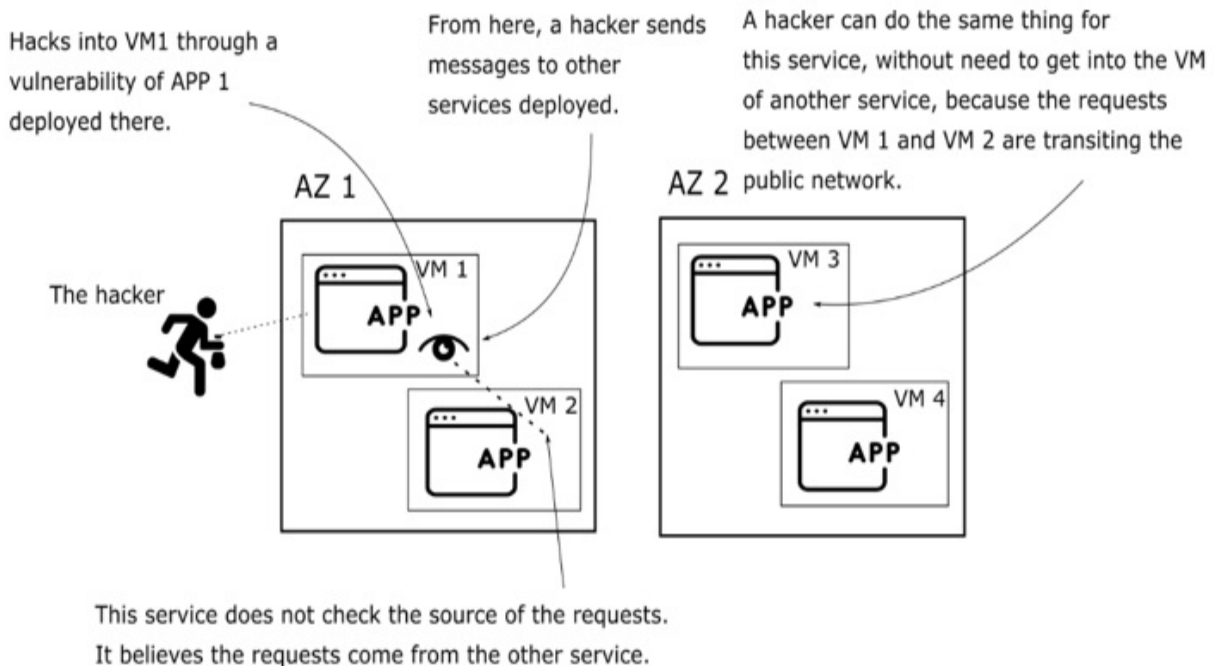 Hacks into VM1 through a
vulnerability of APP 1
deployed there.
From here, a hacker sends
messages to other
services deployed.
A hacker can do the same thing for
this service, without need to get into the VM
of another service, because the requests
between VM 1 and VM 2 are transiting the
public network.
AZ 1
AZ 2
The hacker
VM 1
APP
VM 2
APP
VM 3
APP
VM 4
APP
This service does not check the source of the requests.
It believes the requests come from the other service.